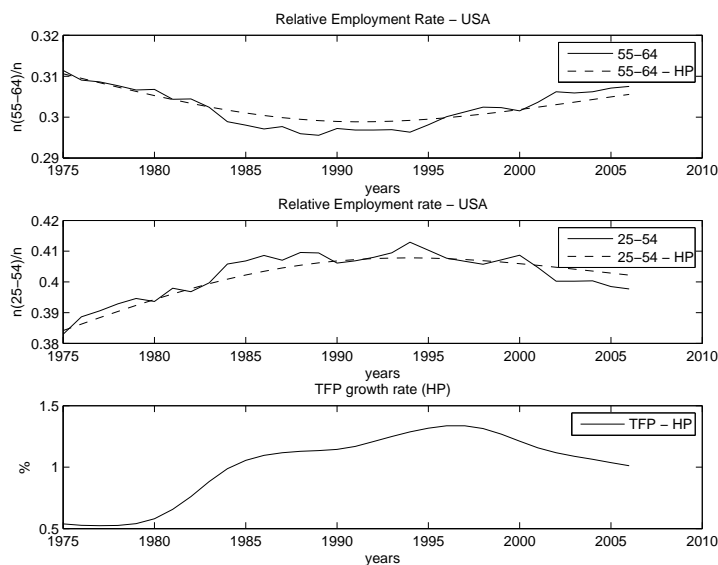 Relative Employment Rate − USA
0.32
0.31
0.3
0.29
n(55−64)/n
55−64
55−64 − HP
1975 1980 1985 1990 1995 2000 2005 2010
years
Relative Employment rate − USA
0.42
0.41
0.4
0.39
0.38
n(25−54)/n
25−54
25−54 − HP
1975 1980 1985 1990 1995 2000 2005 2010
years
TFP growth rate (HP)
1.5
1
0.5
%
TFP − HP
1975 1980 1985 1990 1995 2000 2005 2010
years